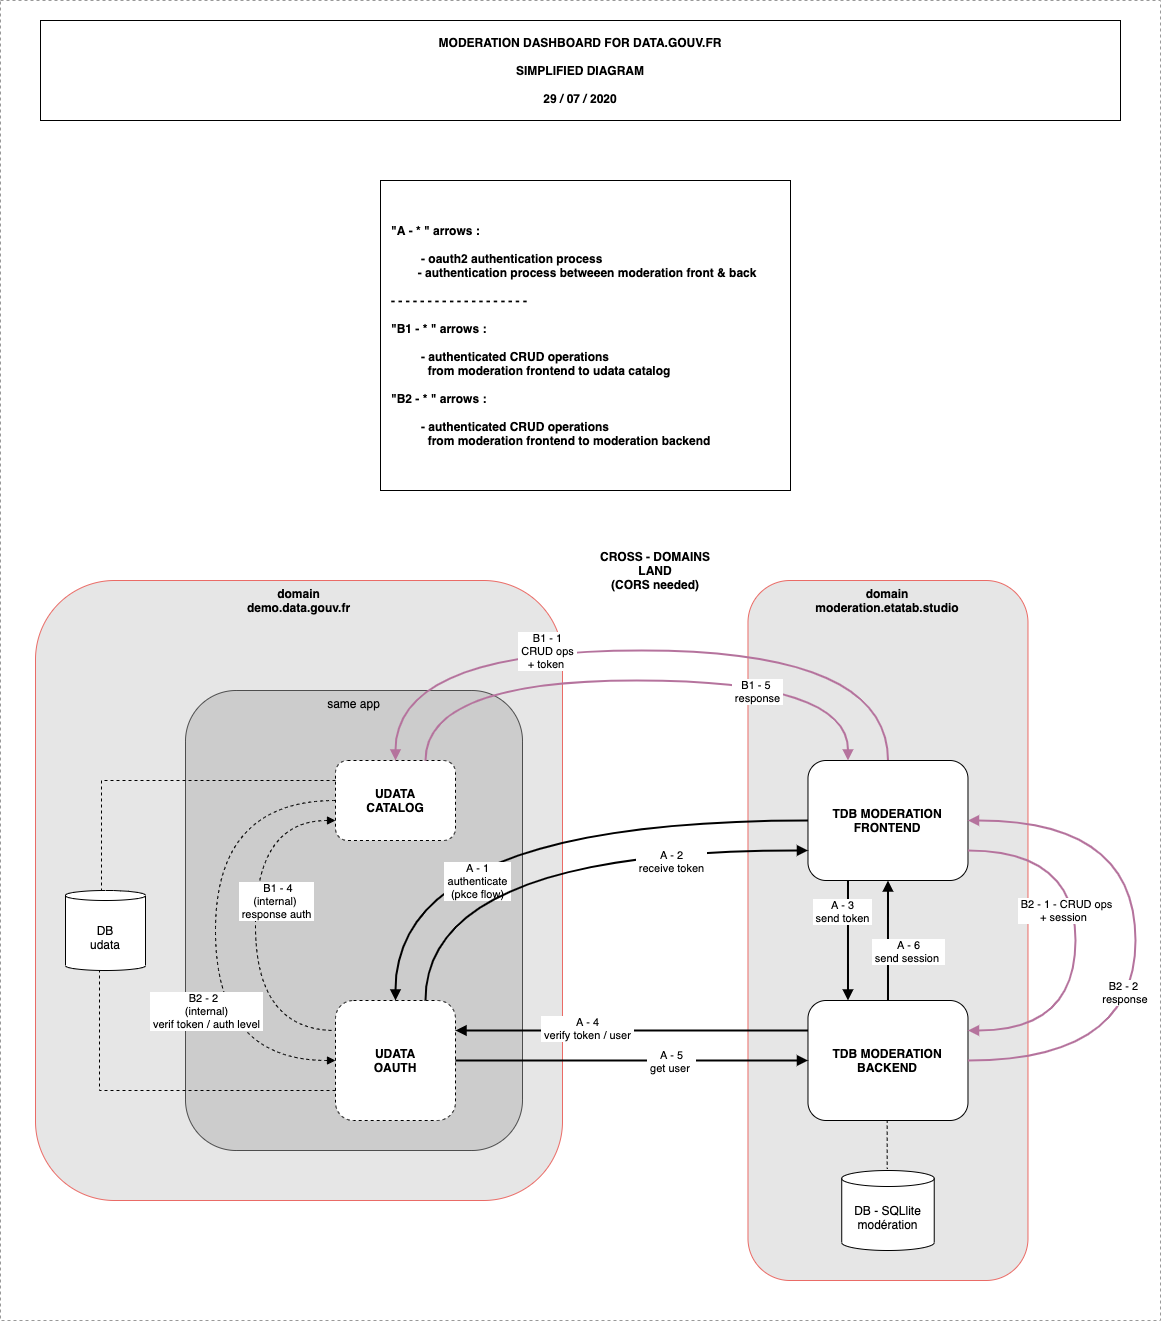 MODERATION DASHBOARD FOR DATA.GOUV.FR
SIMPLIFIED DIAGRAM
29 / 07 / 2020
"A - * " arrows :
- oauth2 authentication process
- authentication process betweeen moderation front & back
- - - - - - - - - - - - - - - - - - -
"B1 - * " arrows :
- authenticated CRUD operations
from moderation frontend to udata catalog
"B2 - * " arrows :
- authenticated CRUD operations
from moderation frontend to moderation backend
CROSS - DOMAINS
LAND
(CORS needed)
domain
demo.data.gouv.fr
domain
moderation.etatab.studio
B1 - 1
CRUD ops
+ token
B1 - 5
response
same app
UDATA
CATALOG
TDB MODERATION
FRONTEND
A - 1
authenticate
(pkce flow)
A - 2
receive token
B1 - 4
(internal)
response auth
A - 3
send token
B2 - 1 - CRUD ops
+ session
DB
udata
A - 6
send session
B2 - 2
response
B2 - 2
(internal)
verif token / auth level
A - 4
verify token / user
UDATA
OAUTH
A - 5
get user
TDB MODERATION
BACKEND
DB - SQLlite
modération